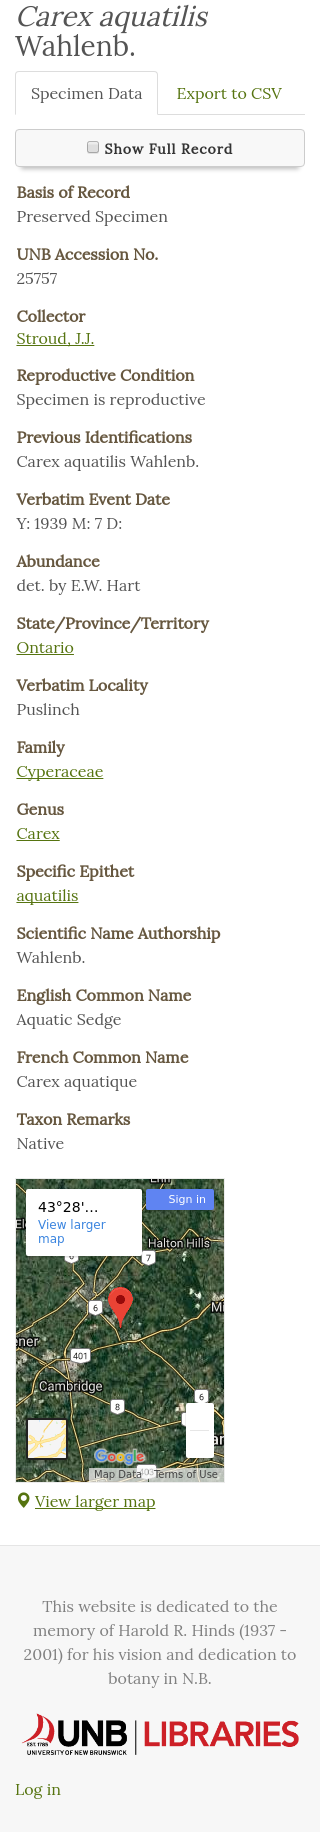 Carex aquatilis
Wahlenb.
Specimen Data
Export to CSV
Show Full Record
Basis of Record
Preserved Specimen
UNB Accession No.
25757
Collector
Stroud, J.J.
Reproductive Condition
Specimen is reproductive
Previous Identifications
Carex aquatilis Wahlenb.
Verbatim Event Date
Y: 1939 M: 7 D:
Abundance
det. by E.W. Hart
State/Province/Territory
Ontario
Verbatim Locality
Puslinch
Family
Cyperaceae
Genus
Carex
Specific Epithet
aquatilis
Scientific Name Authorship
Wahlenb.
English Common Name
Aquatic Sedge
French Common Name
Carex aquatique
Taxon Remarks
Native
43°28'...
View larger
map
Sign in
Halton Hills
7
6
401
Cambridge
8
6
Google
Map Data
Terms of Use
View larger map
This website is dedicated to the
memory of Harold R. Hinds (1937 -
2001) for his vision and dedication to
botany in N.B.
EST. 1785 UNB LIBRARIES
UNIVERSITY OF NEW BRUNSWICK
Log in